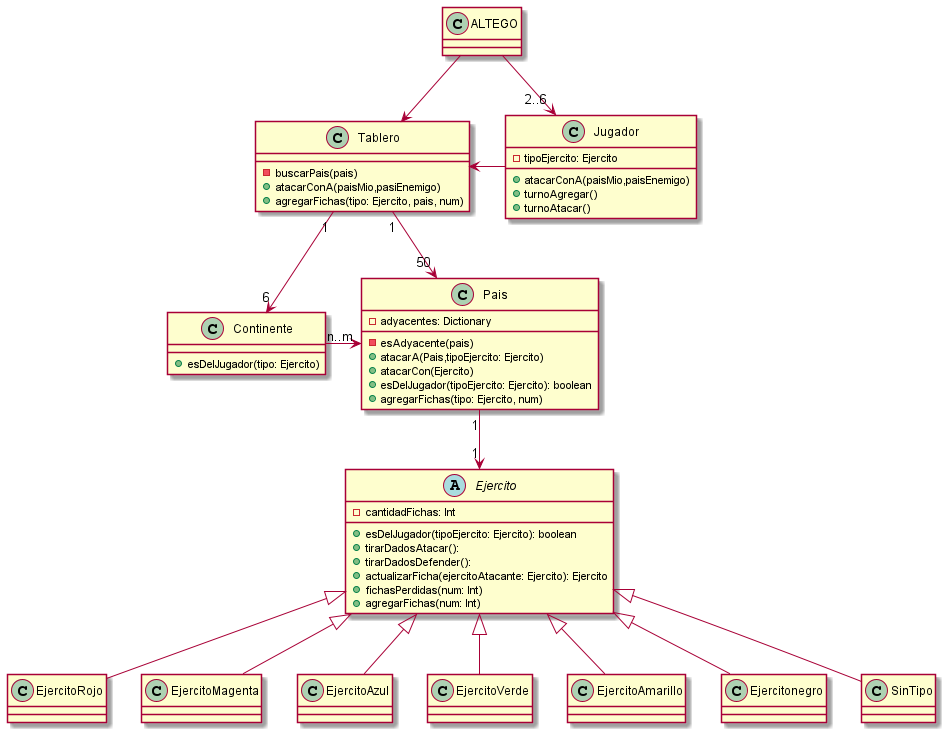 C ALTEGO
2..6
C Tablero
buscarPais(pais)
atacarConA(paisMio,pasiEnemigo)
agregarFichas(tipo: Ejercito, pais, num)
C Jugador
tipoEjercito: Ejercito
atacarConA(paisMio,paisEnemigo)
turnoAgregar()
turnoAtacar()
1
1
6
50
C Continente
esDelJugador(tipo: Ejercito)
n..m
C Pais
adyacentes: Dictionary
esAdyacente(pais)
atacarA(Pais,tipoEjercito: Ejercito)
atacarCon(Ejercito)
esDelJugador(tipoEjercito: Ejercito): boolean
agregarFichas(tipo: Ejercito, num)
1
1
A Ejercito
cantidadFichas: Int
esDelJugador(tipoEjercito: Ejercito): boolean
tirarDadosAtacar():
tirarDadosDefender():
actualizarFicha(ejercitoAtacante: Ejercito): Ejercito
fichasPerdidas(num: Int)
agregarFichas(num: Int)
C EjercitoRojo
C EjercitoMagenta
C EjercitoAzul
C EjercitoVerde
C EjercitoAmarillo
C Ejercitonegro
C SinTipo